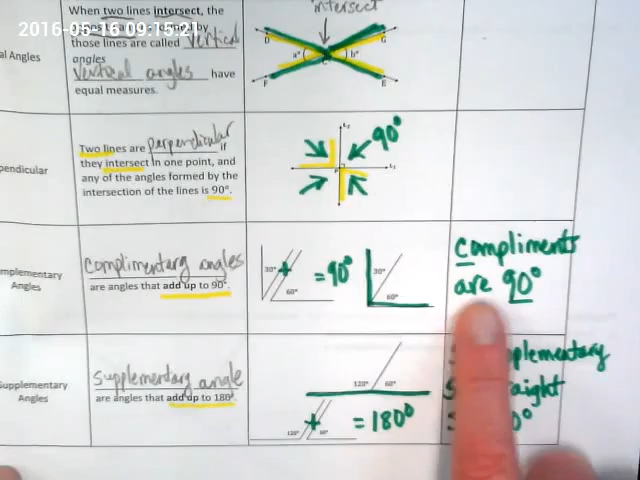 intersect
When two lines intersect, the
2016-05-16 09:15:21
those lines are called vertical
angles
vertical angles have
equal measures.
al Angles
D
G
a°
b°
C
F
E
pendicular
Two lines are perpendicular if
they intersect in one point, and
any of the angles formed by the
intersection of the lines is 90°.
90°
mplementary
Angles
complimentary angles
are angles that add up to 90°.
30° + 60° = 90°
30°
60°
Compliments
are 90°
Supplementary
Angles
Supplementary angle
are angles that add up to 180°
120° 60°
120° + 60° = 180°
plementary
aight
0°